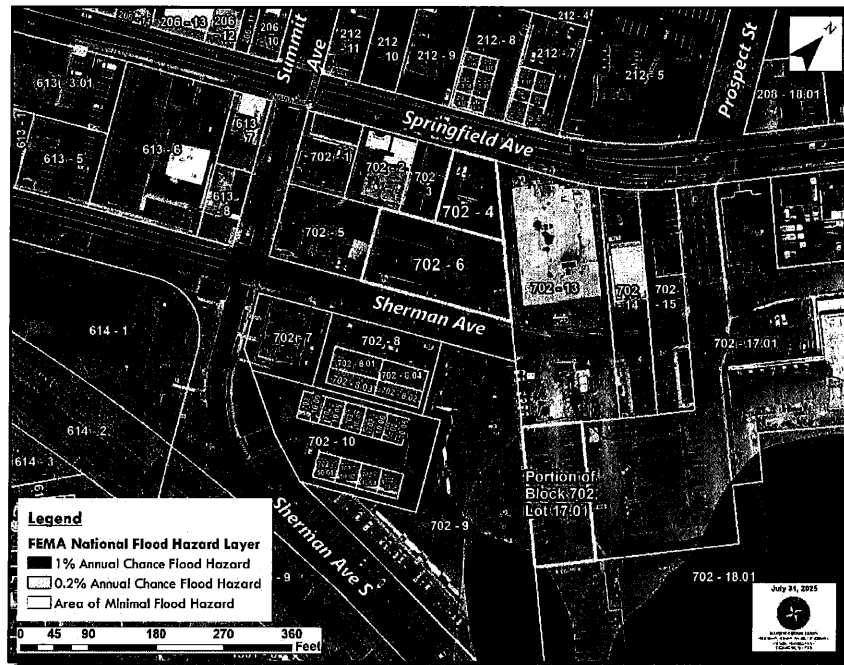 206 - 13
206
- 12
206
- 10
Summit
Ave
212
- 11
212
- 10
212 - 9
212 - 8
212 - 7
212 - 4
212 - 5
Prospect St
208 - 18.01
N
613 - 3.01
613 - 5
613 - 6
613
- 8
Springfield Ave
702 - 1
702 - 2
702
- 3
702 - 4
702 - 5
702 - 6
702 - 13
702
- 14
702
- 15
702 - 17.01
Sherman Ave
614 - 1
702 - 7
702 - 8
702 - 8.01
702 - 8.04
702 - 8.03
702 - 8.02
702 - 10
614 - 2
614 - 3
Portion of
Block 702
Lot 17.01
Sherman Ave S
702 - 9
702 - 18.01
Legend
FEMA National Flood Hazard Layer
1% Annual Chance Flood Hazard
0.2% Annual Chance Flood Hazard
Area of Minimal Flood Hazard
0 45 90 180 270 360
Feet
July 31, 2025